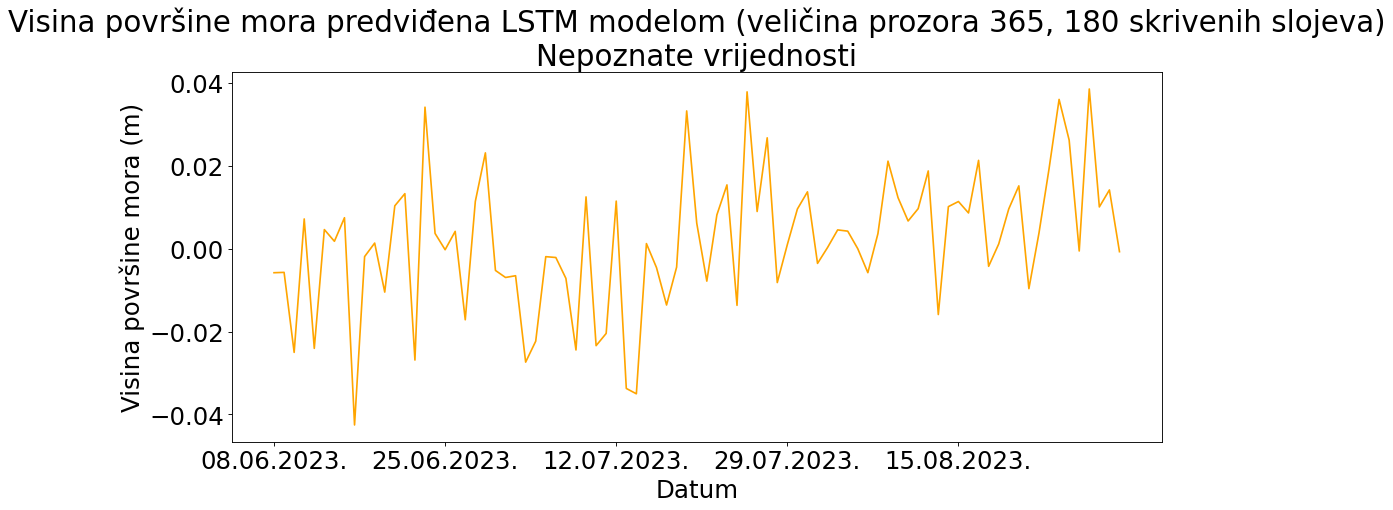 Visina površine mora predviđena LSTM modelom (veličina prozora 365, 180 skrivenih slojeva)
Nepoznate vrijednosti
Visina površine mora (m)
0.04
0.02
0.00
−0.02
−0.04
08.06.2023. 25.06.2023. 12.07.2023. 29.07.2023. 15.08.2023.
Datum